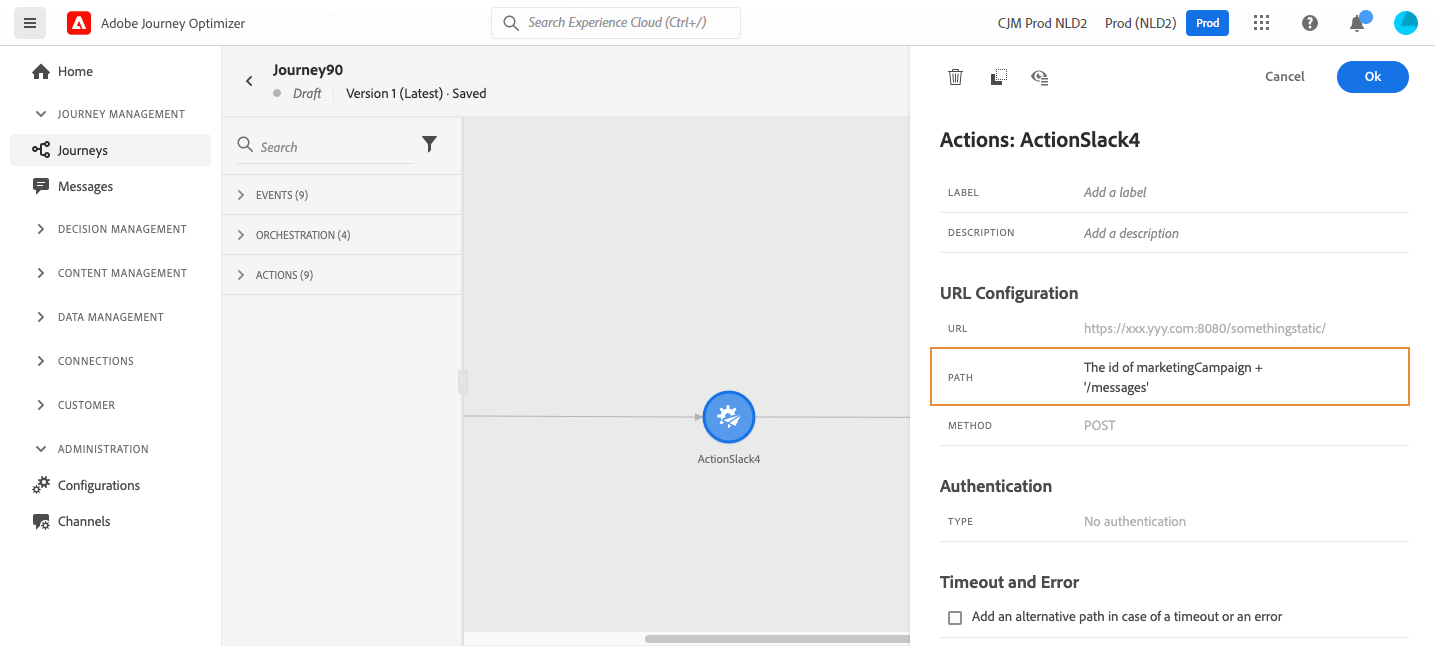 Adobe Journey Optimizer
Search Experience Cloud (Ctrl+/)
CJM Prod NLD2
Prod (NLD2)
Prod
Home
JOURNEY MANAGEMENT
Journeys
Messages
DECISION MANAGEMENT
CONTENT MANAGEMENT
DATA MANAGEMENT
CONNECTIONS
CUSTOMER
ADMINISTRATION
Configurations
Channels
Journey90
Draft
Version 1 (Latest) · Saved
Search
EVENTS (9)
ORCHESTRATION (4)
ACTIONS (9)
ActionSlack4
Cancel
Ok
Actions: ActionSlack4
LABEL
Add a label
DESCRIPTION
Add a description
URL Configuration
URL
https://xxx.yyy.com:8080/somethingstatic/
PATH
The id of marketingCampaign +
'/messages'
METHOD
POST
Authentication
TYPE
No authentication
Timeout and Error
Add an alternative path in case of a timeout or an error